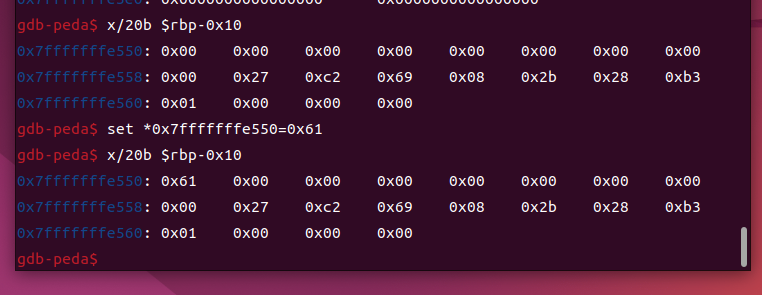 gdb-peda$ x/20b $rbp-0x10
0x7fffffffe550: 0x00 0x00 0x00 0x00 0x00 0x00 0x00 0x00
0x7fffffffe558: 0x00 0x27 0xc2 0x69 0x08 0x2b 0x28 0xb3
0x7fffffffe560: 0x01 0x00 0x00 0x00
gdb-peda$ set *0x7fffffffe550=0x61
gdb-peda$ x/20b $rbp-0x10
0x7fffffffe550: 0x61 0x00 0x00 0x00 0x00 0x00 0x00 0x00
0x7fffffffe558: 0x00 0x27 0xc2 0x69 0x08 0x2b 0x28 0xb3
0x7fffffffe560: 0x01 0x00 0x00 0x00
gdb-peda$